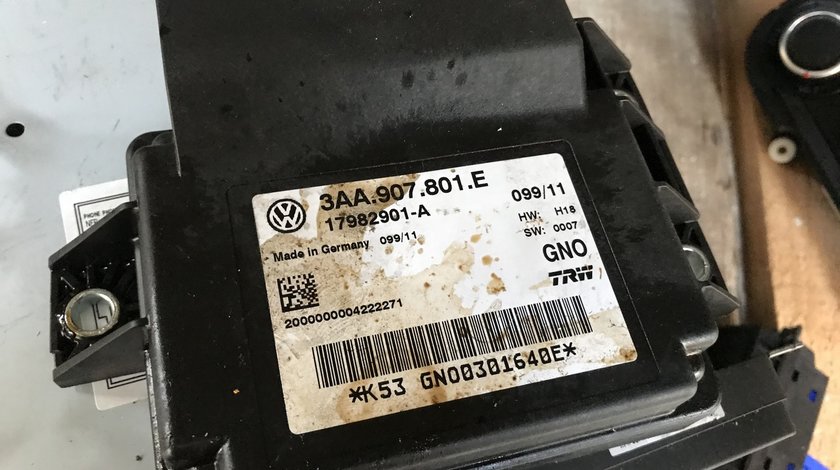 3AA.907.801.E
099/11
17982901-A
HW: H18
Made in Germany 099/11
SW: 0007
GNO
TRW
2000000004222271
*K53 GNO0301640E*